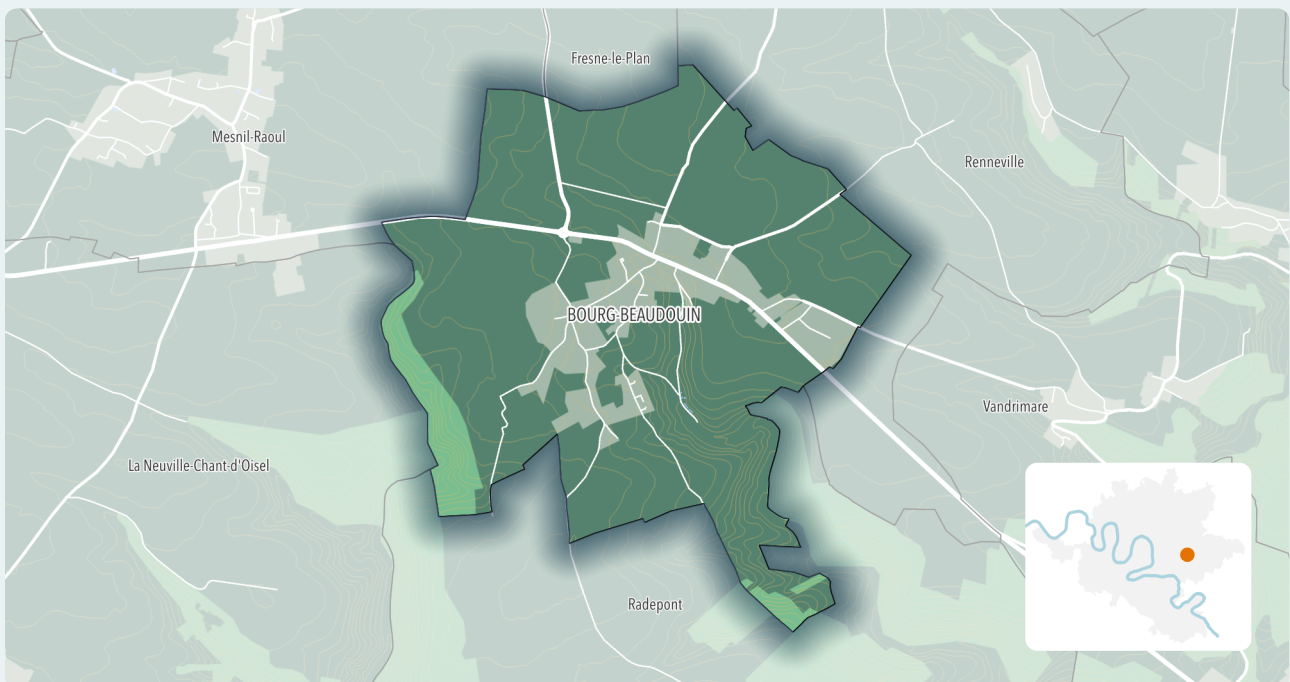 Fresne-le-Plan
Mesnil-Raoul
Renneville
BOURG-BEAUDOUIN
Vandrimare
La Neuville-Chant-d'Oisel
Radepont